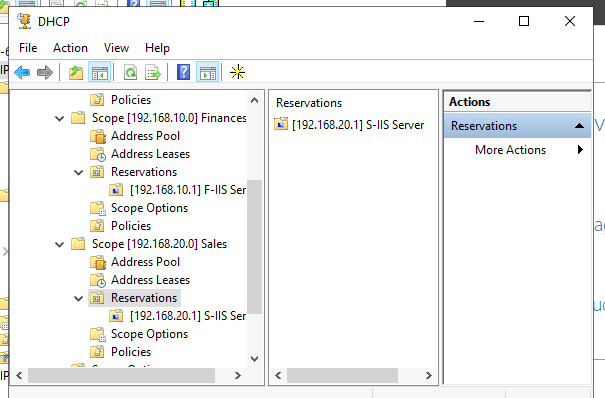 DHCP
File Action View Help
Policies
Scope [192.168.10.0] Finances
Address Pool
Address Leases
Reservations
[192.168.10.1] F-IIS Ser
Scope Options
Policies
Scope [192.168.20.0] Sales
Address Pool
Address Leases
Reservations
[192.168.20.1] S-IIS Ser
Scope Options
Policies
Reservations
[192.168.20.1] S-IIS Server
Actions
Reservations
More Actions